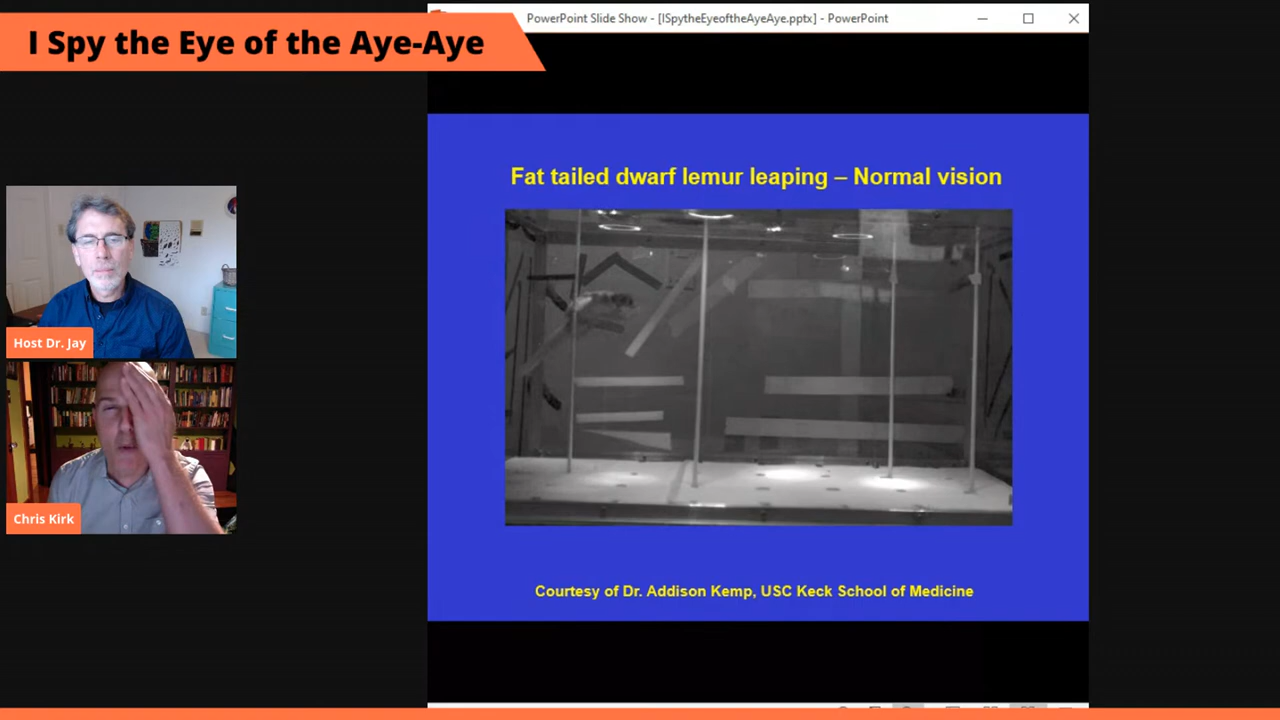 PowerPoint Slide Show - [ISpytheEyeoftheAyeAye.pptx] - PowerPoint
I Spy the Eye of the Aye-Aye
Fat tailed dwarf lemur leaping – Normal vision
Host Dr. Jay
Chris Kirk
Courtesy of Dr. Addison Kemp, USC Keck School of Medicine